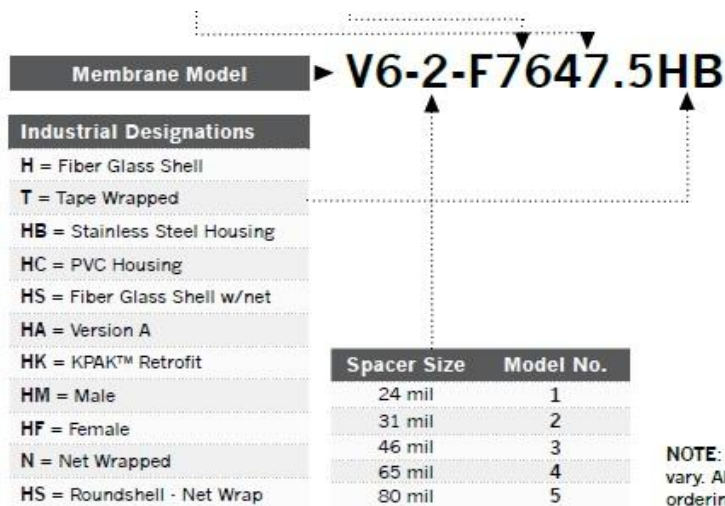 Membrane Model
V6-2-F7647.5HB
Industrial Designations
H = Fiber Glass Shell
T = Tape Wrapped
HB = Stainless Steel Housing
HC = PVC Housing
HS = Fiber Glass Shell w/net
HA = Version A
HK = KPAK™ Retrofit
HM = Male
HF = Female
N = Net Wrapped
HS = Roundshell - Net Wrap
Spacer Size Model No.
24 mil 1
31 mil 2
46 mil 3
65 mil 4
80 mil 5
NOTE:
vary. Al
orderin